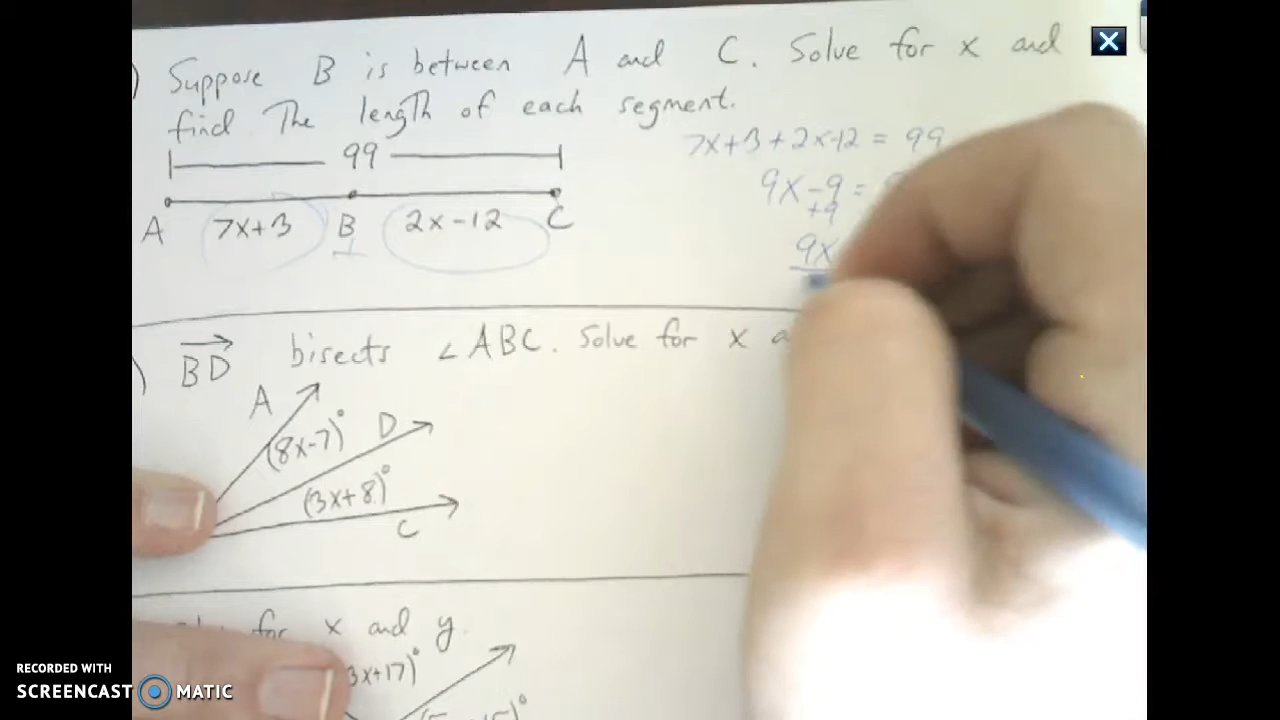 ) Suppose B is between A and C. Solve for x and
find The length of each segment.
7x+3+2x-12 = 99
99
9x-9 =
+9
A 7x+3 B 2x-12 C
9x
) BD bisects ∠ABC. Solve for x
A
(8x-7)° D
(3x+8)°
C
for x and y.
3x+17)°
RECORDED WITH
SCREENCAST MATIC